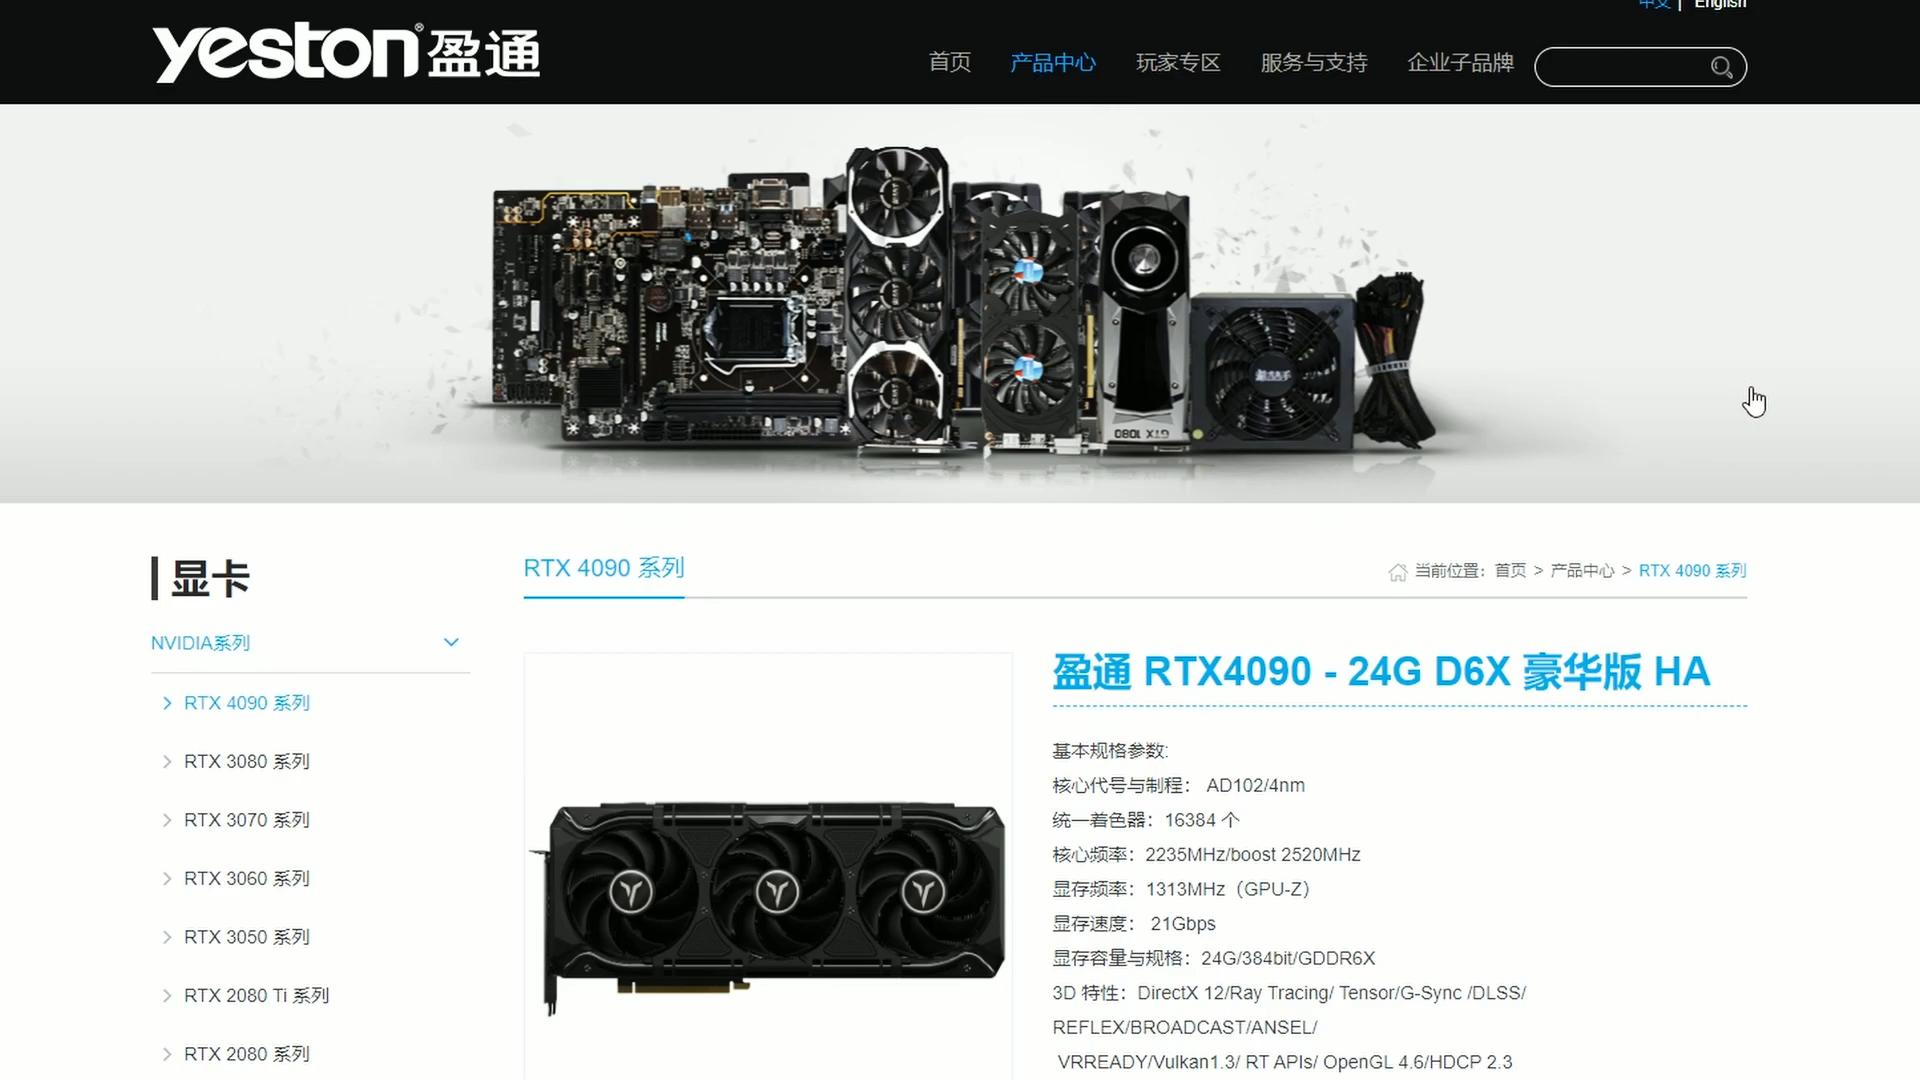 中文 | English
yeston® 盈通
首页 产品中心 玩家专区 服务与支持 企业子品牌
GTX 1080
显卡
RTX 4090 系列
当前位置：首页 > 产品中心 > RTX 4090 系列
NVIDIA系列
RTX 4090 系列
RTX 3080 系列
RTX 3070 系列
RTX 3060 系列
RTX 3050 系列
RTX 2080 Ti 系列
RTX 2080 系列
盈通 RTX4090 - 24G D6X 豪华版 HA
基本规格参数:
核心代号与制程： AD102/4nm
统一着色器：16384 个
核心频率：2235MHz/boost 2520MHz
显存频率：1313MHz（GPU-Z）
显存速度： 21Gbps
显存容量与规格：24G/384bit/GDDR6X
3D 特性：DirectX 12/Ray Tracing/ Tensor/G-Sync /DLSS/
REFLEX/BROADCAST/ANSEL/
VRREADY/Vulkan1.3/ RT APIs/ OpenGL 4.6/HDCP 2.3